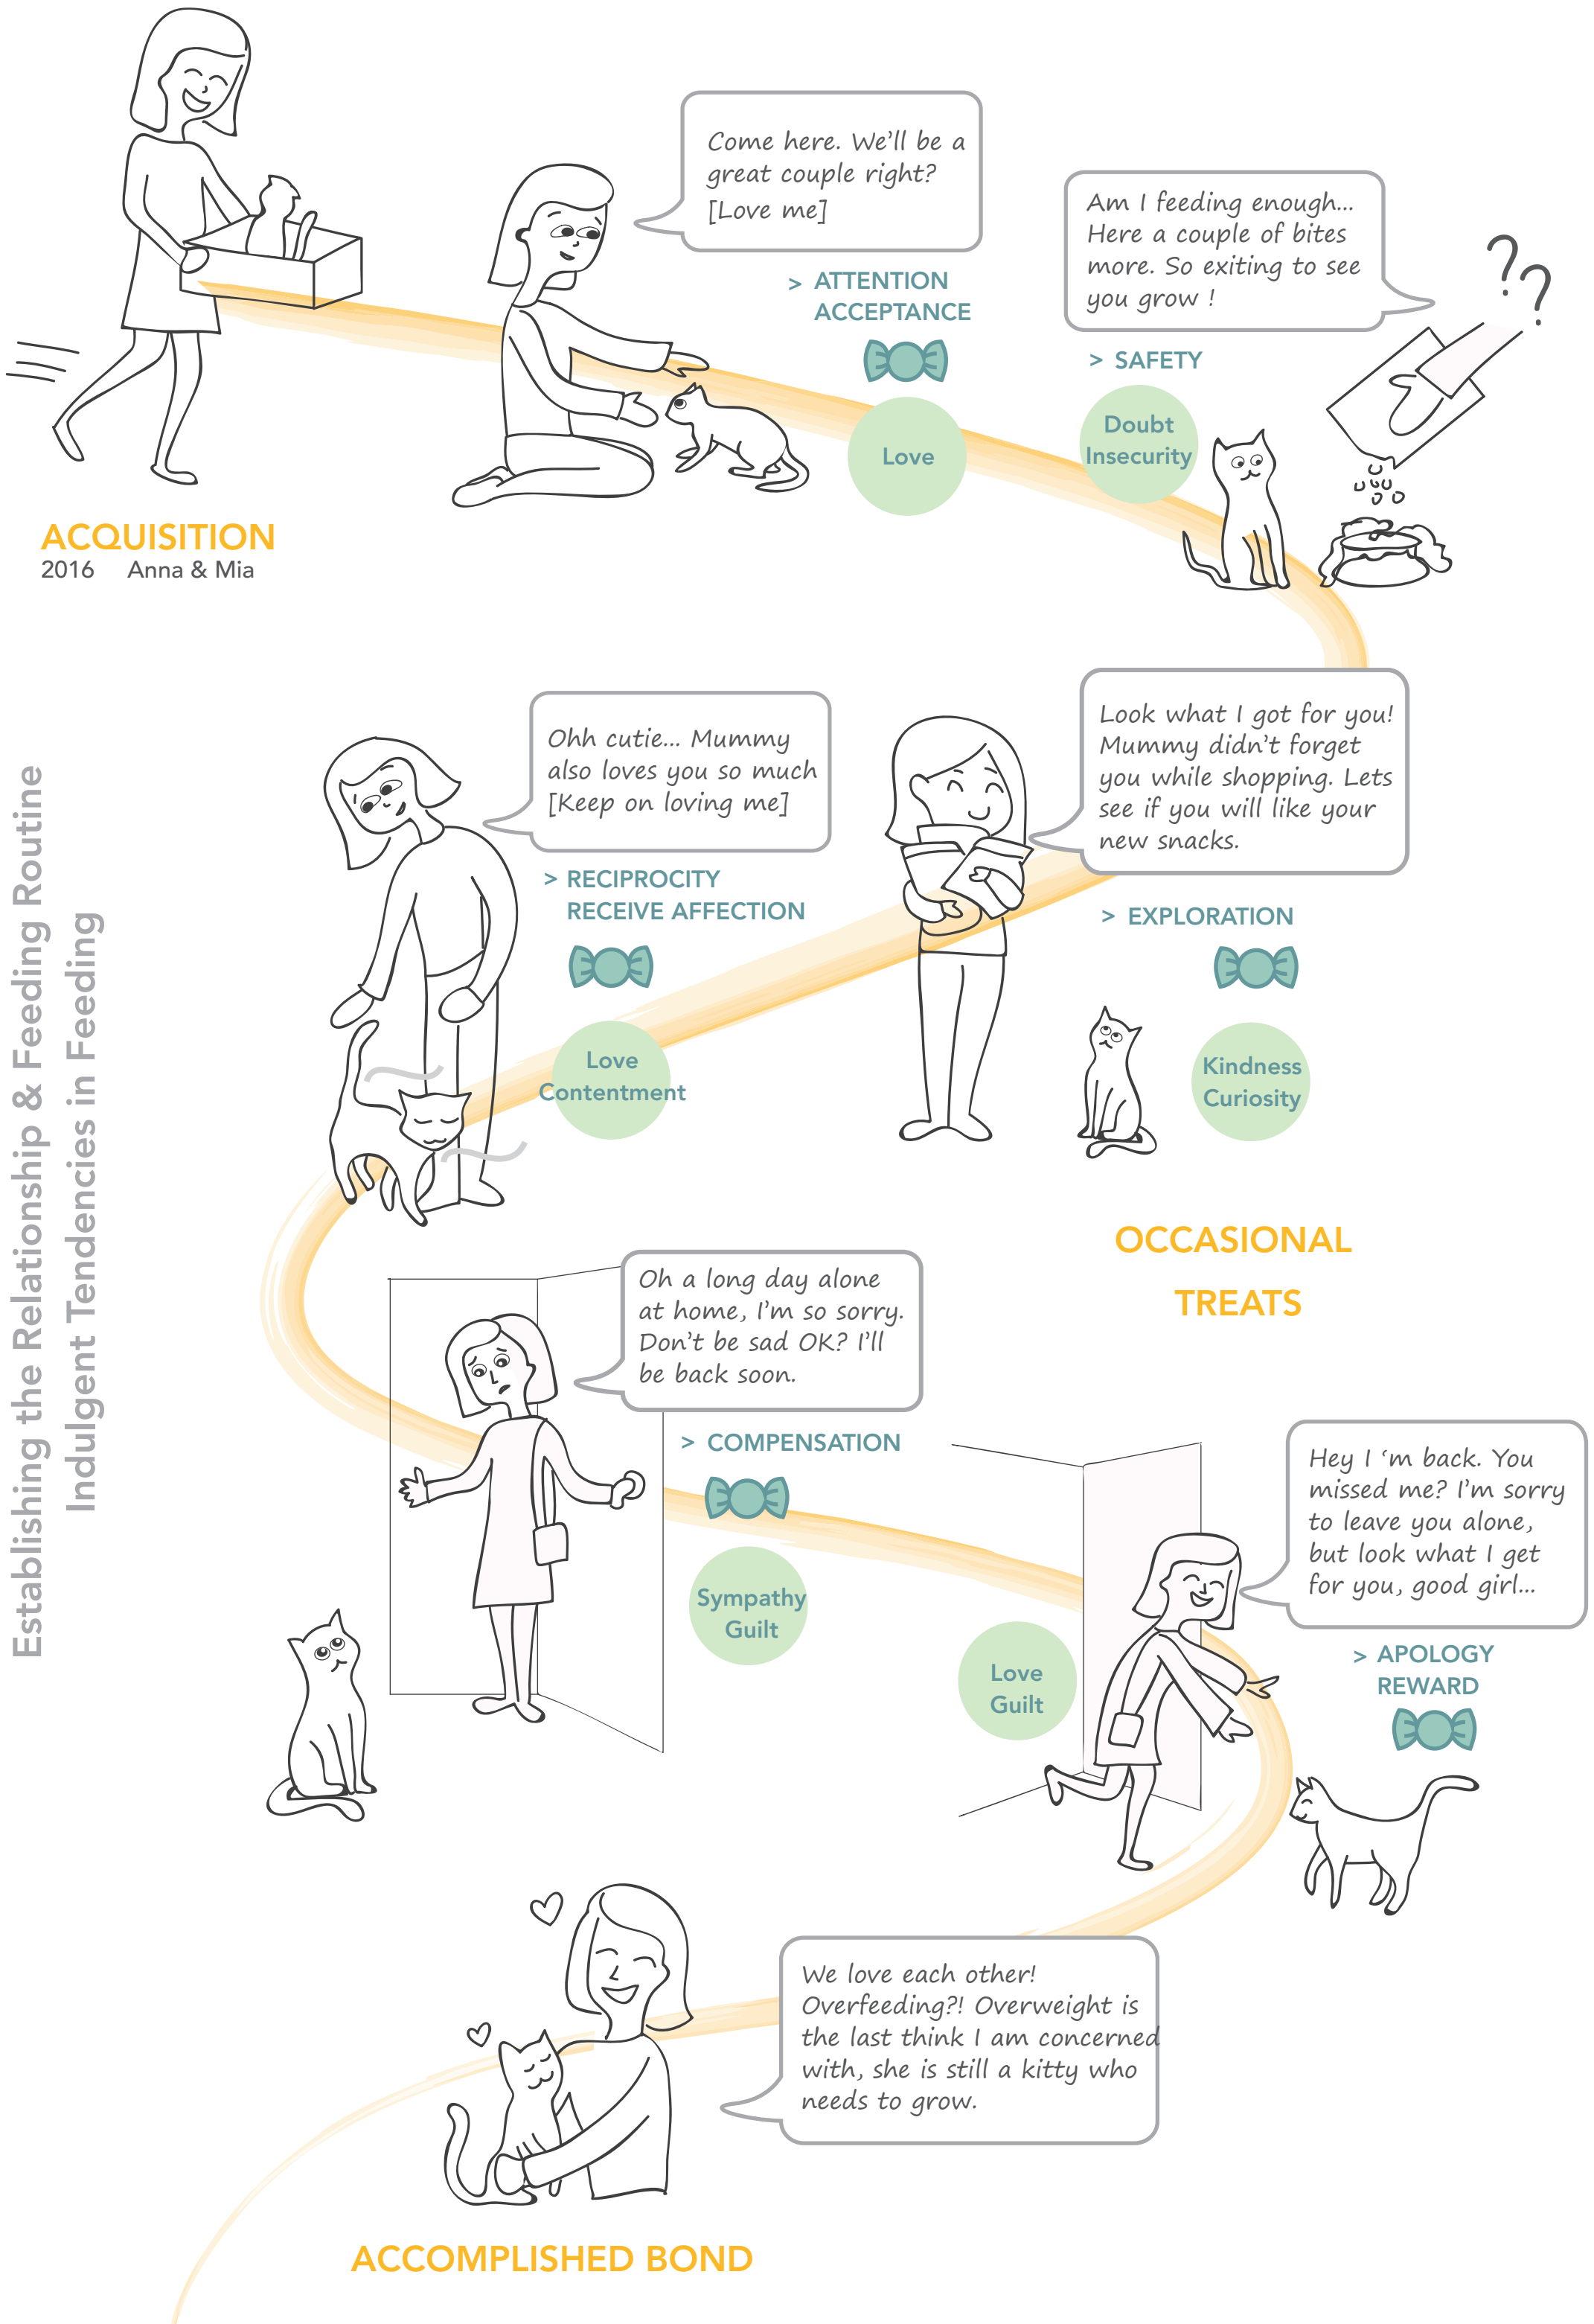 Establishing the Relationship & Feeding Routine
Indulgent Tendencies in Feeding
Come here. We'll be a
great couple right?
[Love me]
> ATTENTION
ACCEPTANCE
Love
Am I feeding enough...
Here a couple of bites
more. So exiting to see
you grow !
> SAFETY
Doubt
Insecurity
??
ACQUISITION
2016 Anna & Mia
Look what I got for you!
Mummy didn't forget
you while shopping. Lets
see if you will like your
new snacks.
> EXPLORATION
Kindness
Curiosity
Ohh cutie... Mummy
also loves you so much
[Keep on loving me]
> RECIPROCITY
RECEIVE AFFECTION
Love
Contentment
OCCASIONAL
TREATS
Oh a long day alone
at home, I'm so sorry.
Don't be sad OK? I'll
be back soon.
> COMPENSATION
Sympathy
Guilt
Hey I 'm back. You
missed me? I'm sorry
to leave you alone,
but look what I get
for you, good girl...
> APOLOGY
REWARD
Love
Guilt
We love each other!
Overfeeding?! Overweight is
the last think I am concerned
with, she is still a kitty who
needs to grow.
ACCOMPLISHED BOND